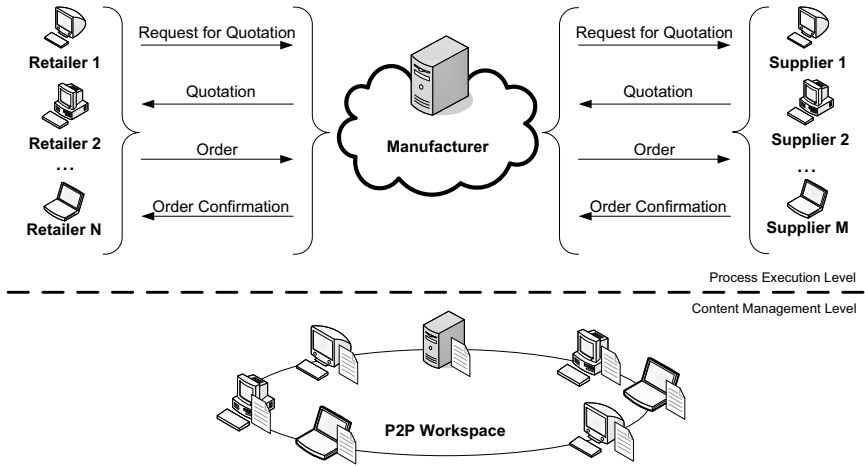 Retailer 1
Request for Quotation
Request for Quotation
Supplier 1
Quotation
Quotation
Retailer 2
Manufacturer
Supplier 2
Order
Order
...
...
Order Confirmation
Order Confirmation
Retailer N
Supplier M
Process Execution Level
Content Management Level
P2P Workspace